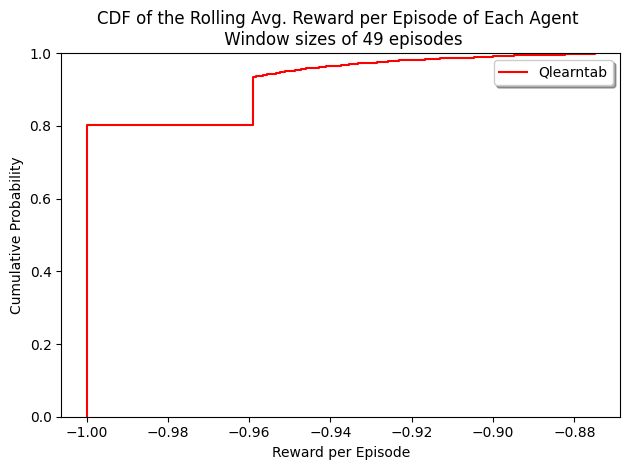 CDF of the Rolling Avg. Reward per Episode of Each Agent
Window sizes of 49 episodes
Qlearntab
1.0
0.8
0.6
0.4
0.2
0.0
Cumulative Probability
−1.00
−0.98
−0.96
−0.94
−0.92
−0.90
−0.88
Reward per Episode